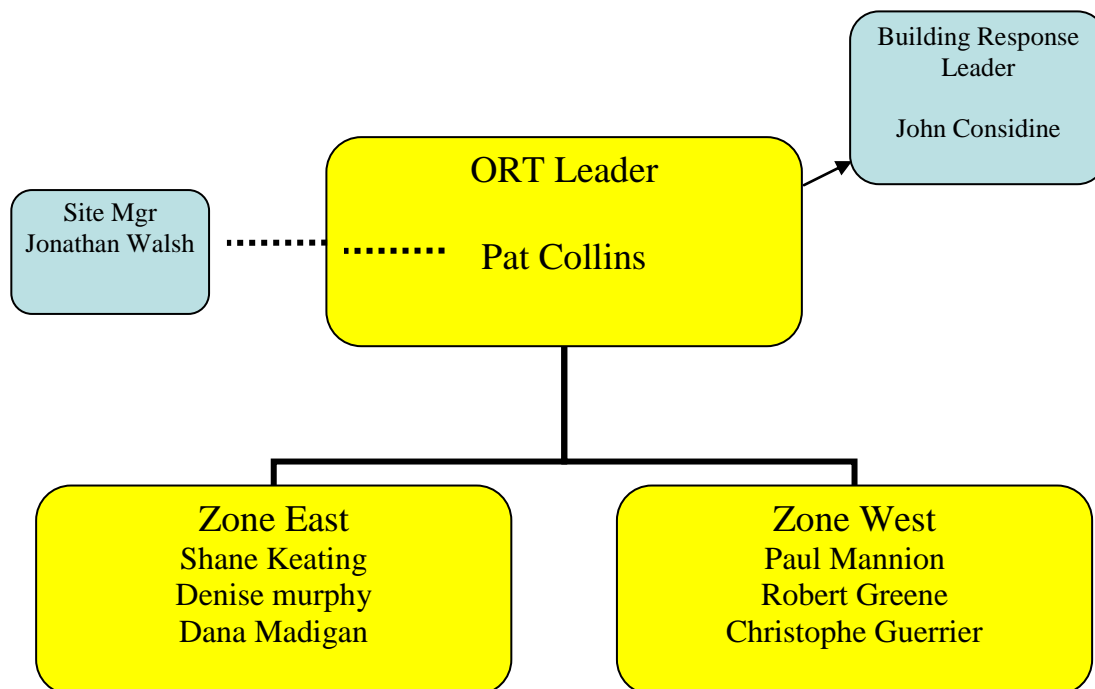 Building Response
Leader
John Considine
ORT Leader
Pat Collins
Site Mgr
Jonathan Walsh
Zone East
Shane Keating
Denise murphy
Dana Madigan
Zone West
Paul Mannion
Robert Greene
Christophe Guerrier